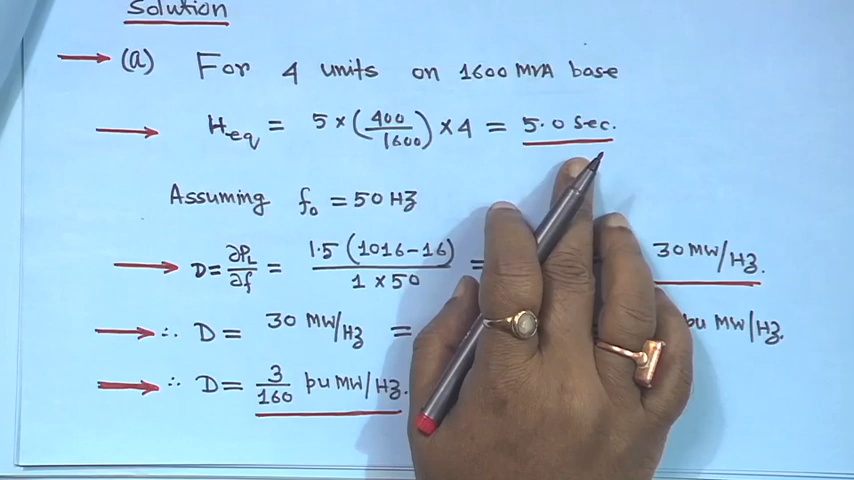 Solution
(a) For 4 units on 1600 MVA base
Heq = 5×(400/1600)×4 = 5.0 sec.
Assuming f₀ = 50 Hz
D = ∂PL/∂f = 1.5(1016-16)/1×50 = 30 MW/Hz.
∴ D = 30 MW/Hz = pu MW/Hz.
∴ D = 3/160 pu MW/Hz.